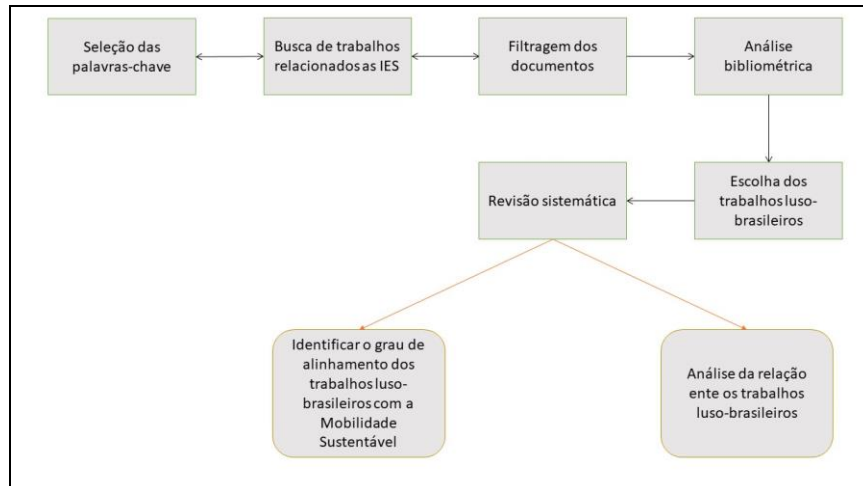 Seleção das
palavras-chave
Busca de trabalhos
relacionados as IES
Filtragem dos
documentos
Análise
bibliométrica
Escolha dos
trabalhos luso-
brasileiros
Revisão sistemática
Identificar o grau de
alinhamento dos
trabalhos luso-
brasileiros com a
Mobilidade
Sustentável
Análise da relação
ente os trabalhos
luso-brasileiros